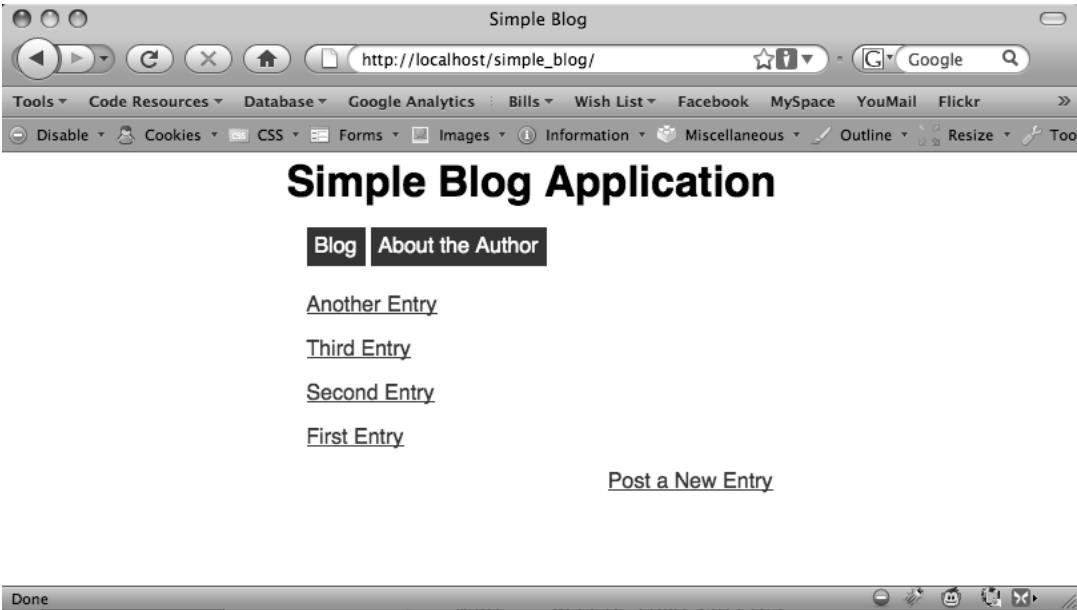 Simple Blog
http://localhost/simple_blog/
G Google
Tools Code Resources Database Google Analytics Bills Wish List Facebook MySpace YouMail Flickr »
Disable Cookies CSS CSS Forms Images Information Miscellaneous Outline Resize Too
Simple Blog Application
Blog About the Author
Another Entry
Third Entry
Second Entry
First Entry
Post a New Entry
Done